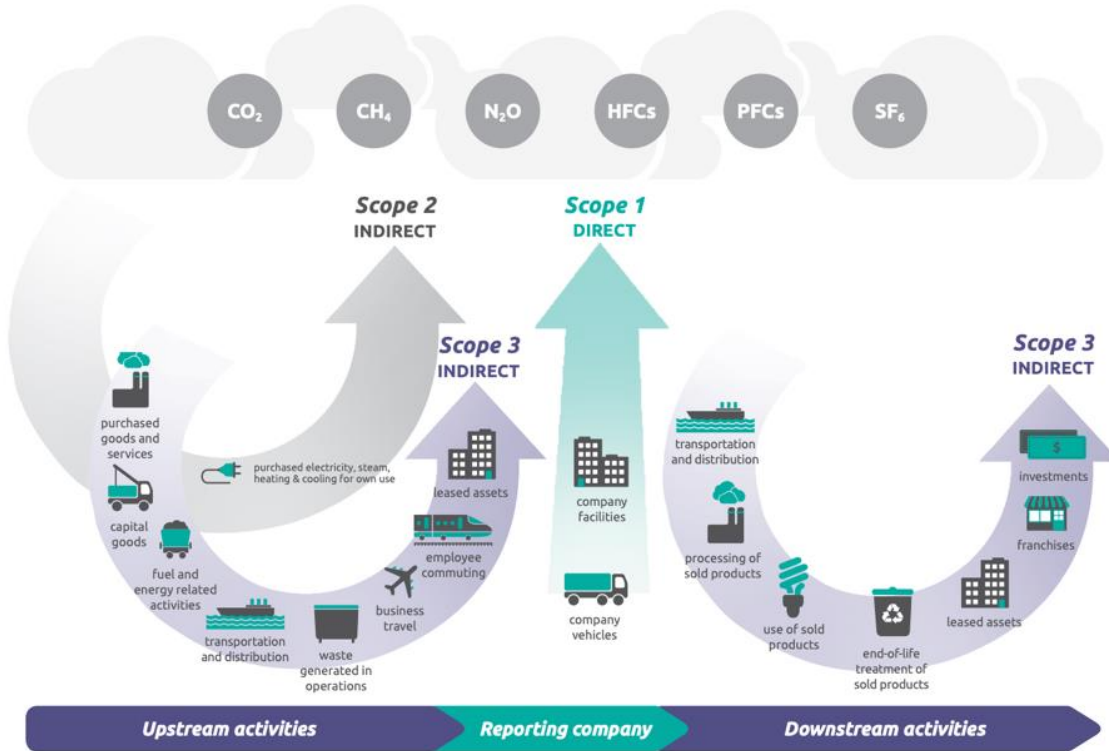 CO₂
CH₄
N₂O
HFCs
PFCs
SF₆
Scope 2
INDIRECT
Scope 1
DIRECT
Scope 3
INDIRECT
Scope 3
INDIRECT
purchased
goods and
services
capital
goods
fuel and
energy related
activities
transportation
and distribution
waste
generated in
operations
business
travel
employee
commuting
leased assets
purchased electricity, steam,
heating & cooling for own use
company
facilities
company
vehicles
transportation
and distribution
processing of
sold products
use of sold
products
end-of-life
treatment of
sold products
leased assets
franchises
$
investments
Upstream activities
Reporting company
Downstream activities